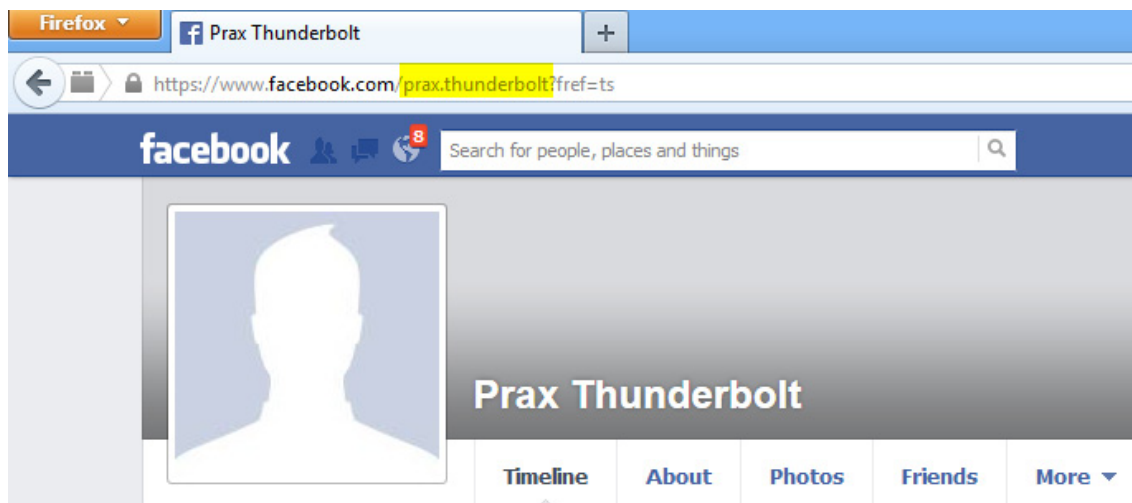 Firefox
Prax Thunderbolt
https://www.facebook.com/prax.thunderbolt?fref=ts
facebook 8 Search for people, places and things
Prax Thunderbolt
Timeline About Photos Friends More